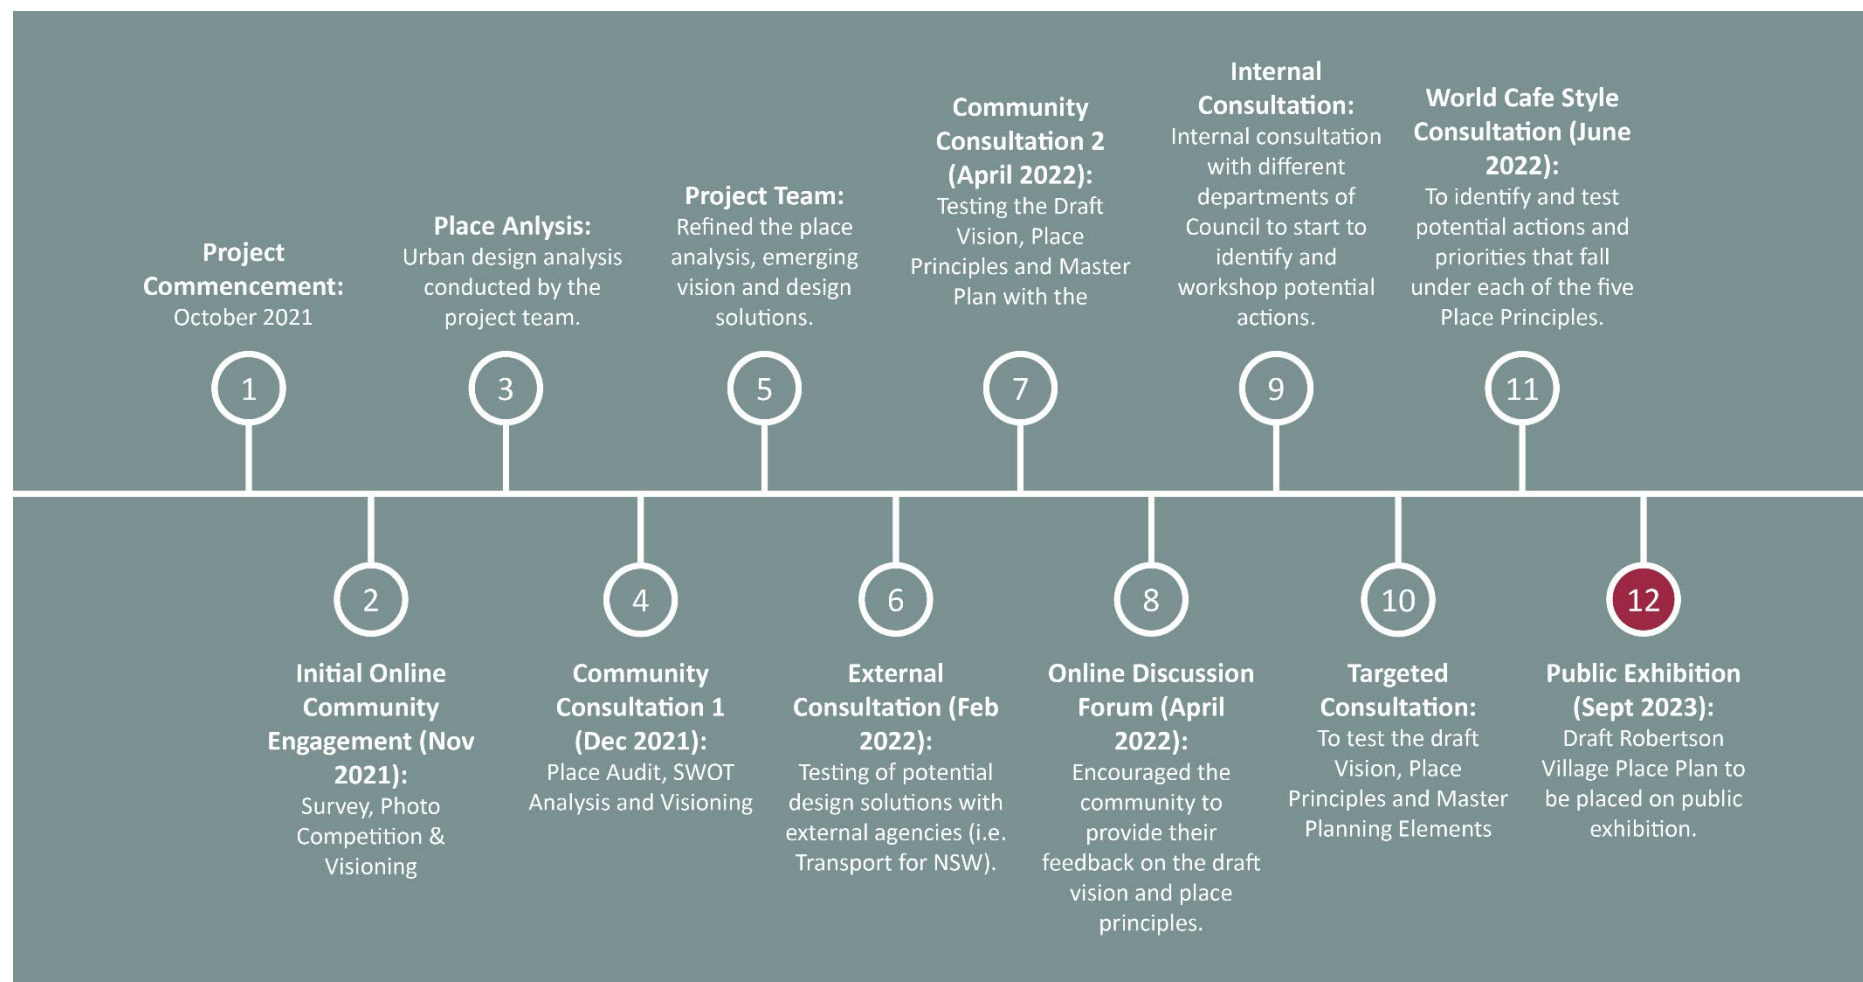 Project
Commencement:
October 2021
1
Initial Online
Community
Engagement (Nov
2021):
Survey, Photo
Competition &
Visioning
2
Place Anlysis:
Urban design analysis
conducted by the
project team.
3
Community
Consultation 1
(Dec 2021):
Place Audit, SWOT
Analysis and Visioning
4
Project Team:
Refined the place
analysis, emerging
vision and design
solutions.
5
External
Consultation (Feb
2022):
Testing of potential
design solutions with
external agencies (i.e.
Transport for NSW).
6
Community
Consultation 2
(April 2022):
Testing the Draft
Vision, Place
Principles and Master
Plan with the
7
Online Discussion
Forum (April
2022):
Encouraged the
community to
provide their
feedback on the draft
vision and place
principles.
8
Internal
Consultation:
Internal consultation
with different
departments of
Council to start to
identify and
workshop potential
actions.
9
Targeted
Consultation:
To test the draft
Vision, Place
Principles and Master
Planning Elements
10
World Cafe Style
Consultation (June
2022):
To identify and test
potential actions and
priorities that fall
under each of the five
Place Principles.
11
Public Exhibition
(Sept 2023):
Draft Robertson
Village Place Plan to
be placed on public
exhibition.
12